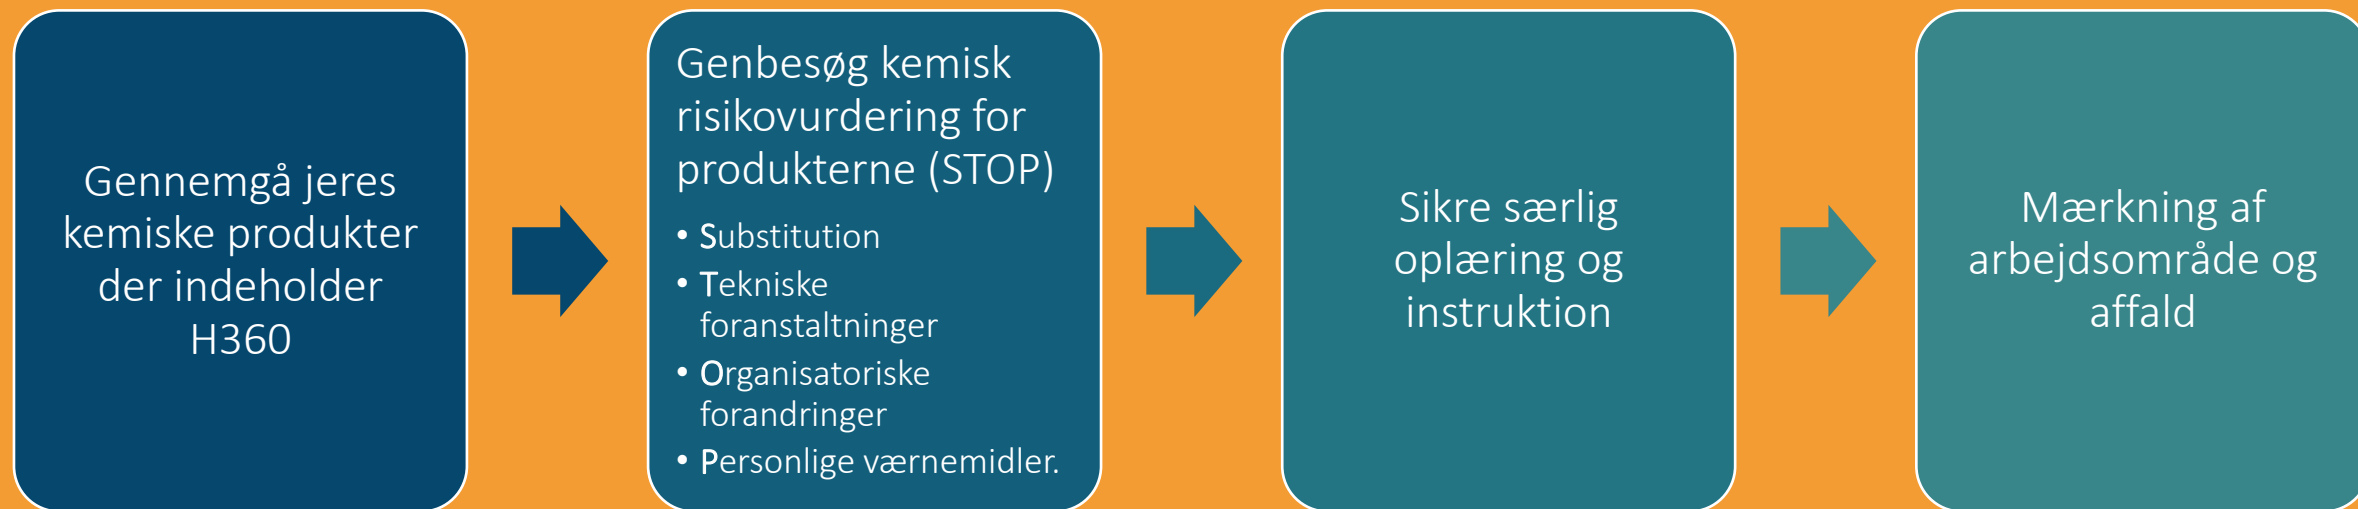 Gennemgå jeres
kemiske produkter
der indeholder
H360
Genbesøg kemisk
risikovurdering for
produkterne (STOP)
• Substitution
• Tekniske
foranstaltninger
• Organisatoriske
forandringer
• Personlige værnemidler.
Sikre særlig
oplæring og
instruktion
Mærkning af
arbejdsområde og
affald